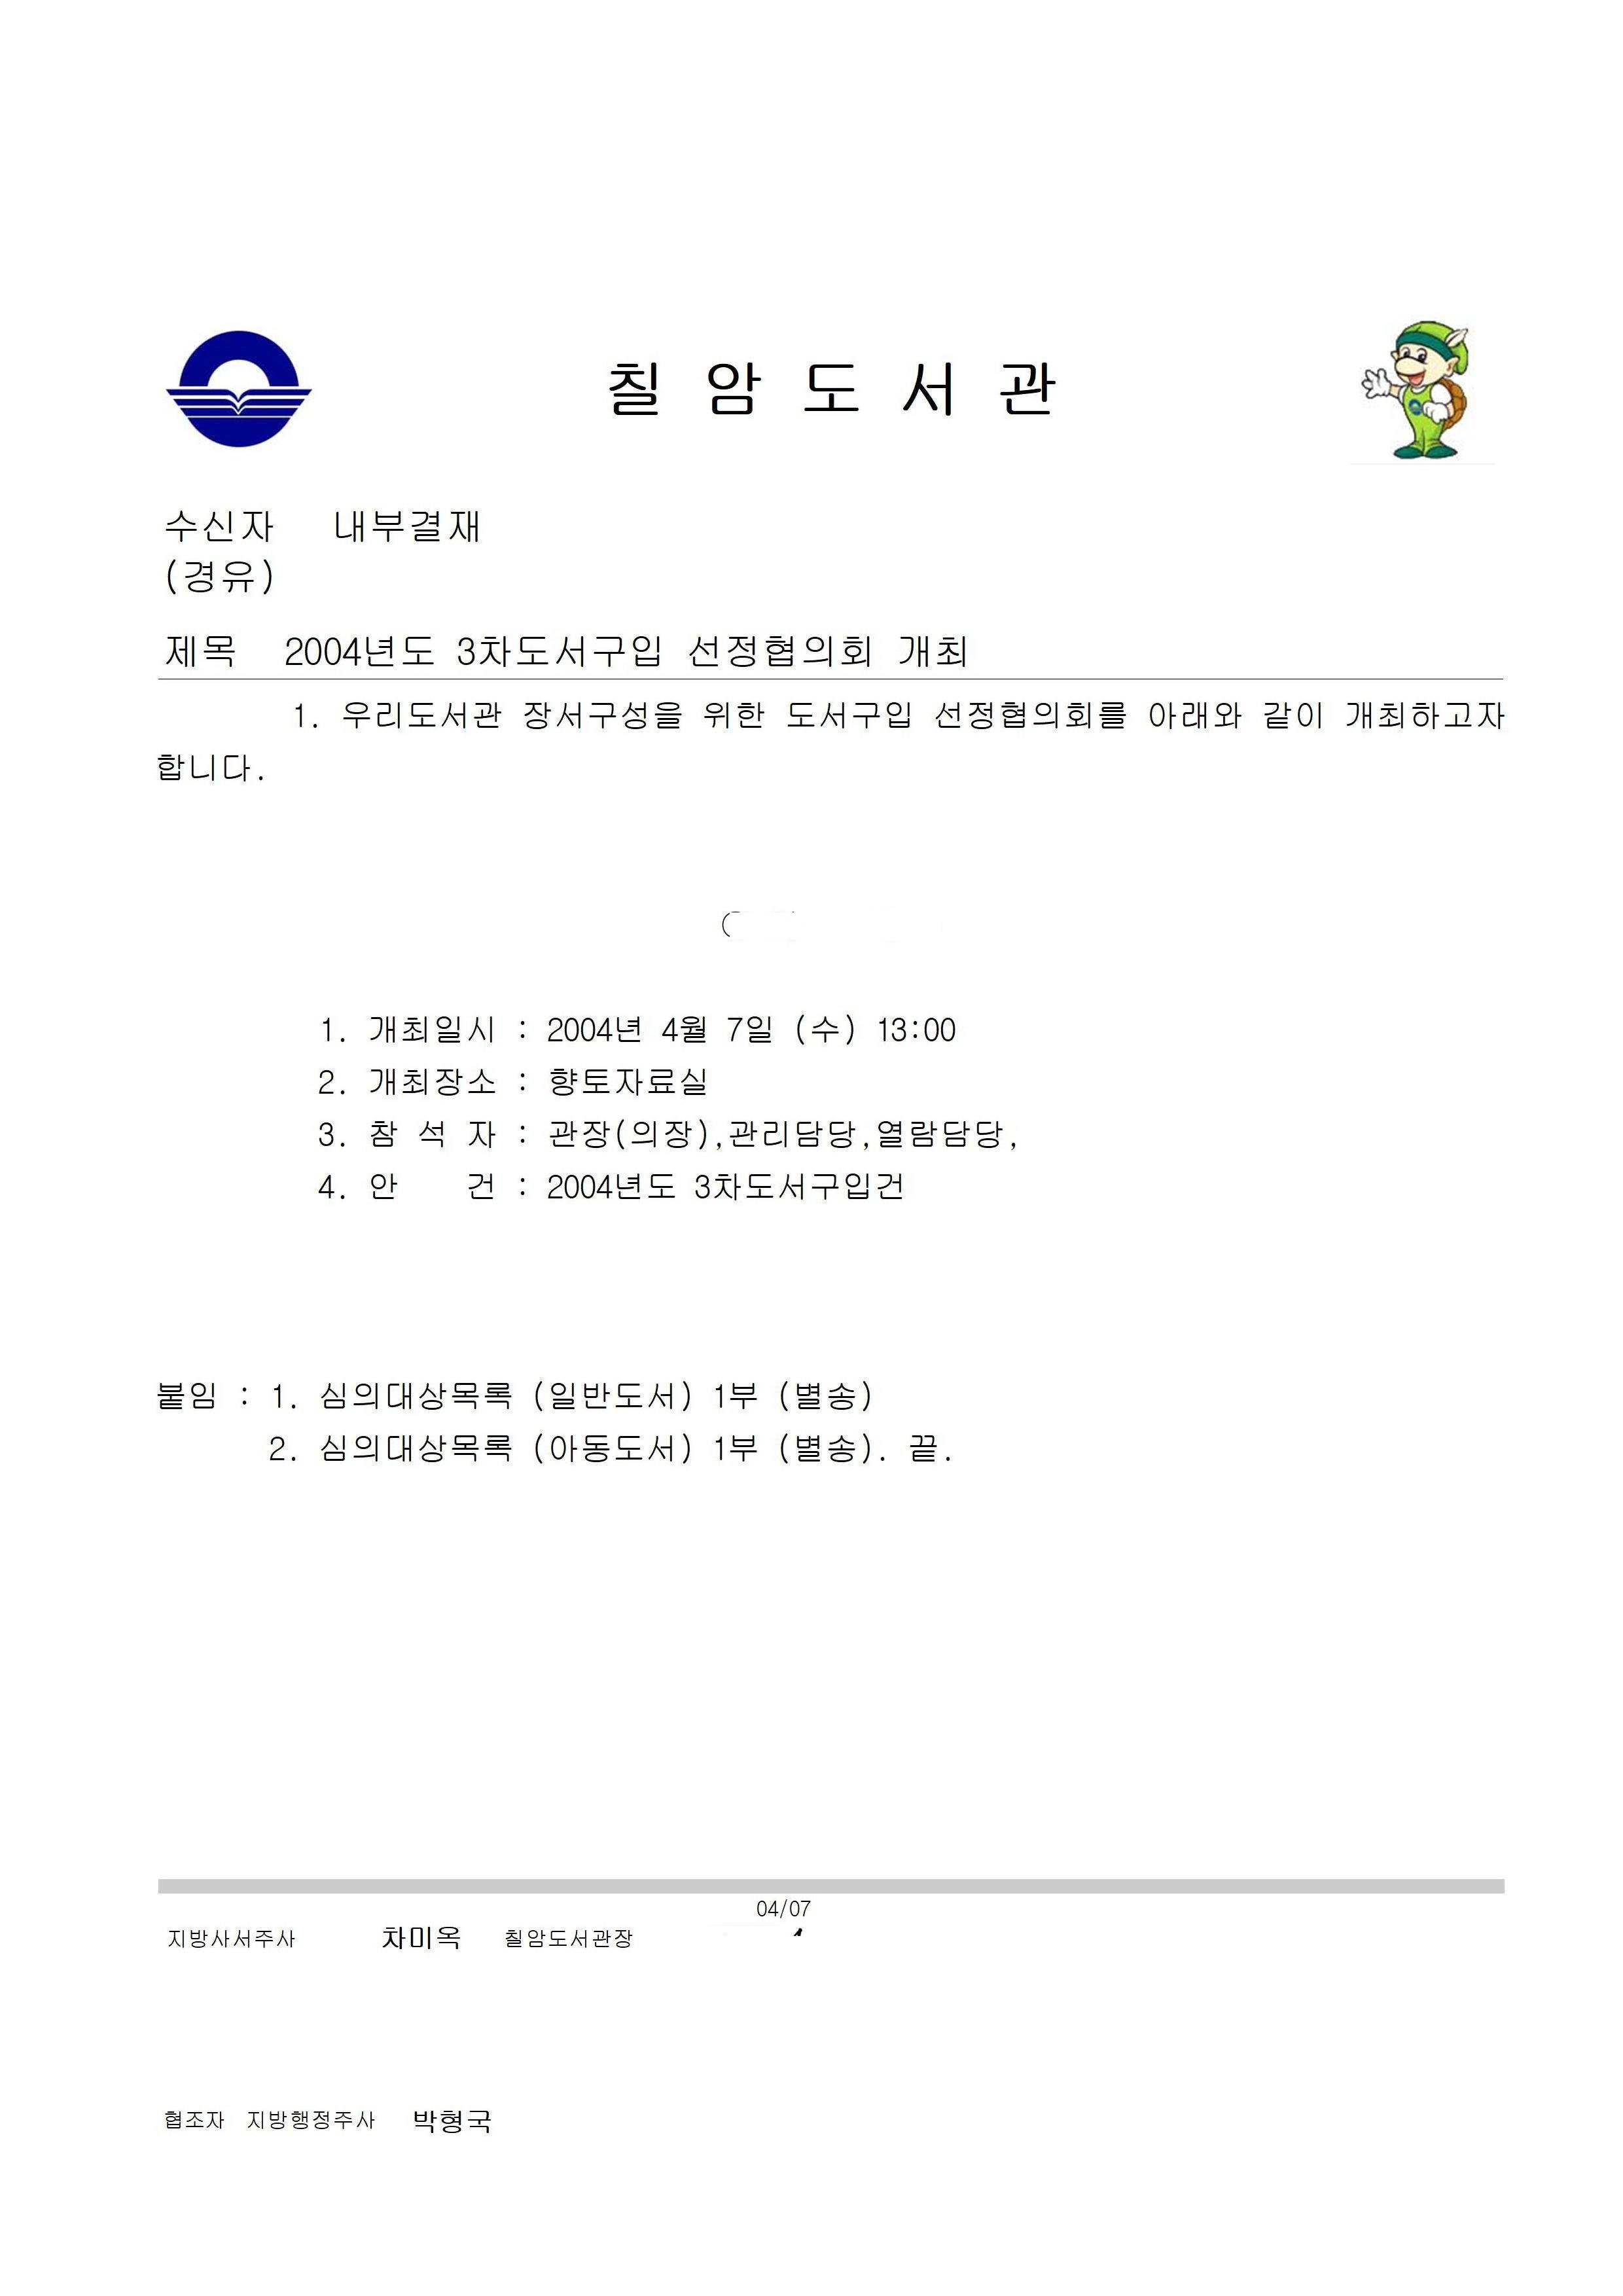 칠 암 도 서 관
수신자 내부결재
(경유)
제목 2004년도 3차도서구입 선정협의회 개최
1. 우리도서관 장서구성을 위한 도서구입 선정협의회를 아래와 같이 개최하고자
합니다.
1. 개최일시 : 2004년 4월 7일 (수) 13:00
2. 개최장소 : 향토자료실
3. 참 석 자 : 관장(의장),관리담당,열람담당,
4. 안 건 : 2004년도 3차도서구입건
붙임 : 1. 심의대상목록 (일반도서) 1부 (별송)
2. 심의대상목록 (아동도서) 1부 (별송). 끝.
04/07
지방사서주사 차미옥 칠암도서관장
협조자 지방행정주사 박형국